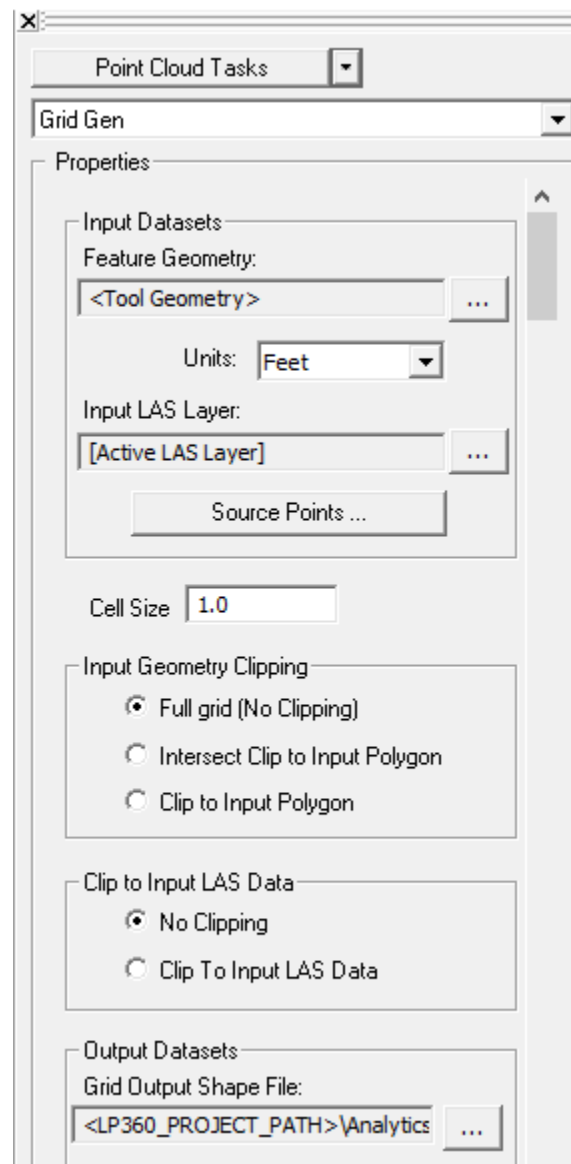 Point Cloud Tasks
Grid Gen
Properties
Input Datasets
Feature Geometry:
<Tool Geometry>
...
Units: Feet
Input LAS Layer:
[Active LAS Layer]
...
Source Points ...
Cell Size 1.0
Input Geometry Clipping
Full grid (No Clipping)
Intersect Clip to Input Polygon
Clip to Input Polygon
Clip to Input LAS Data
No Clipping
Clip To Input LAS Data
Output Datasets
Grid Output Shape File:
<LP360_PROJECT_PATH>\Analytics
...